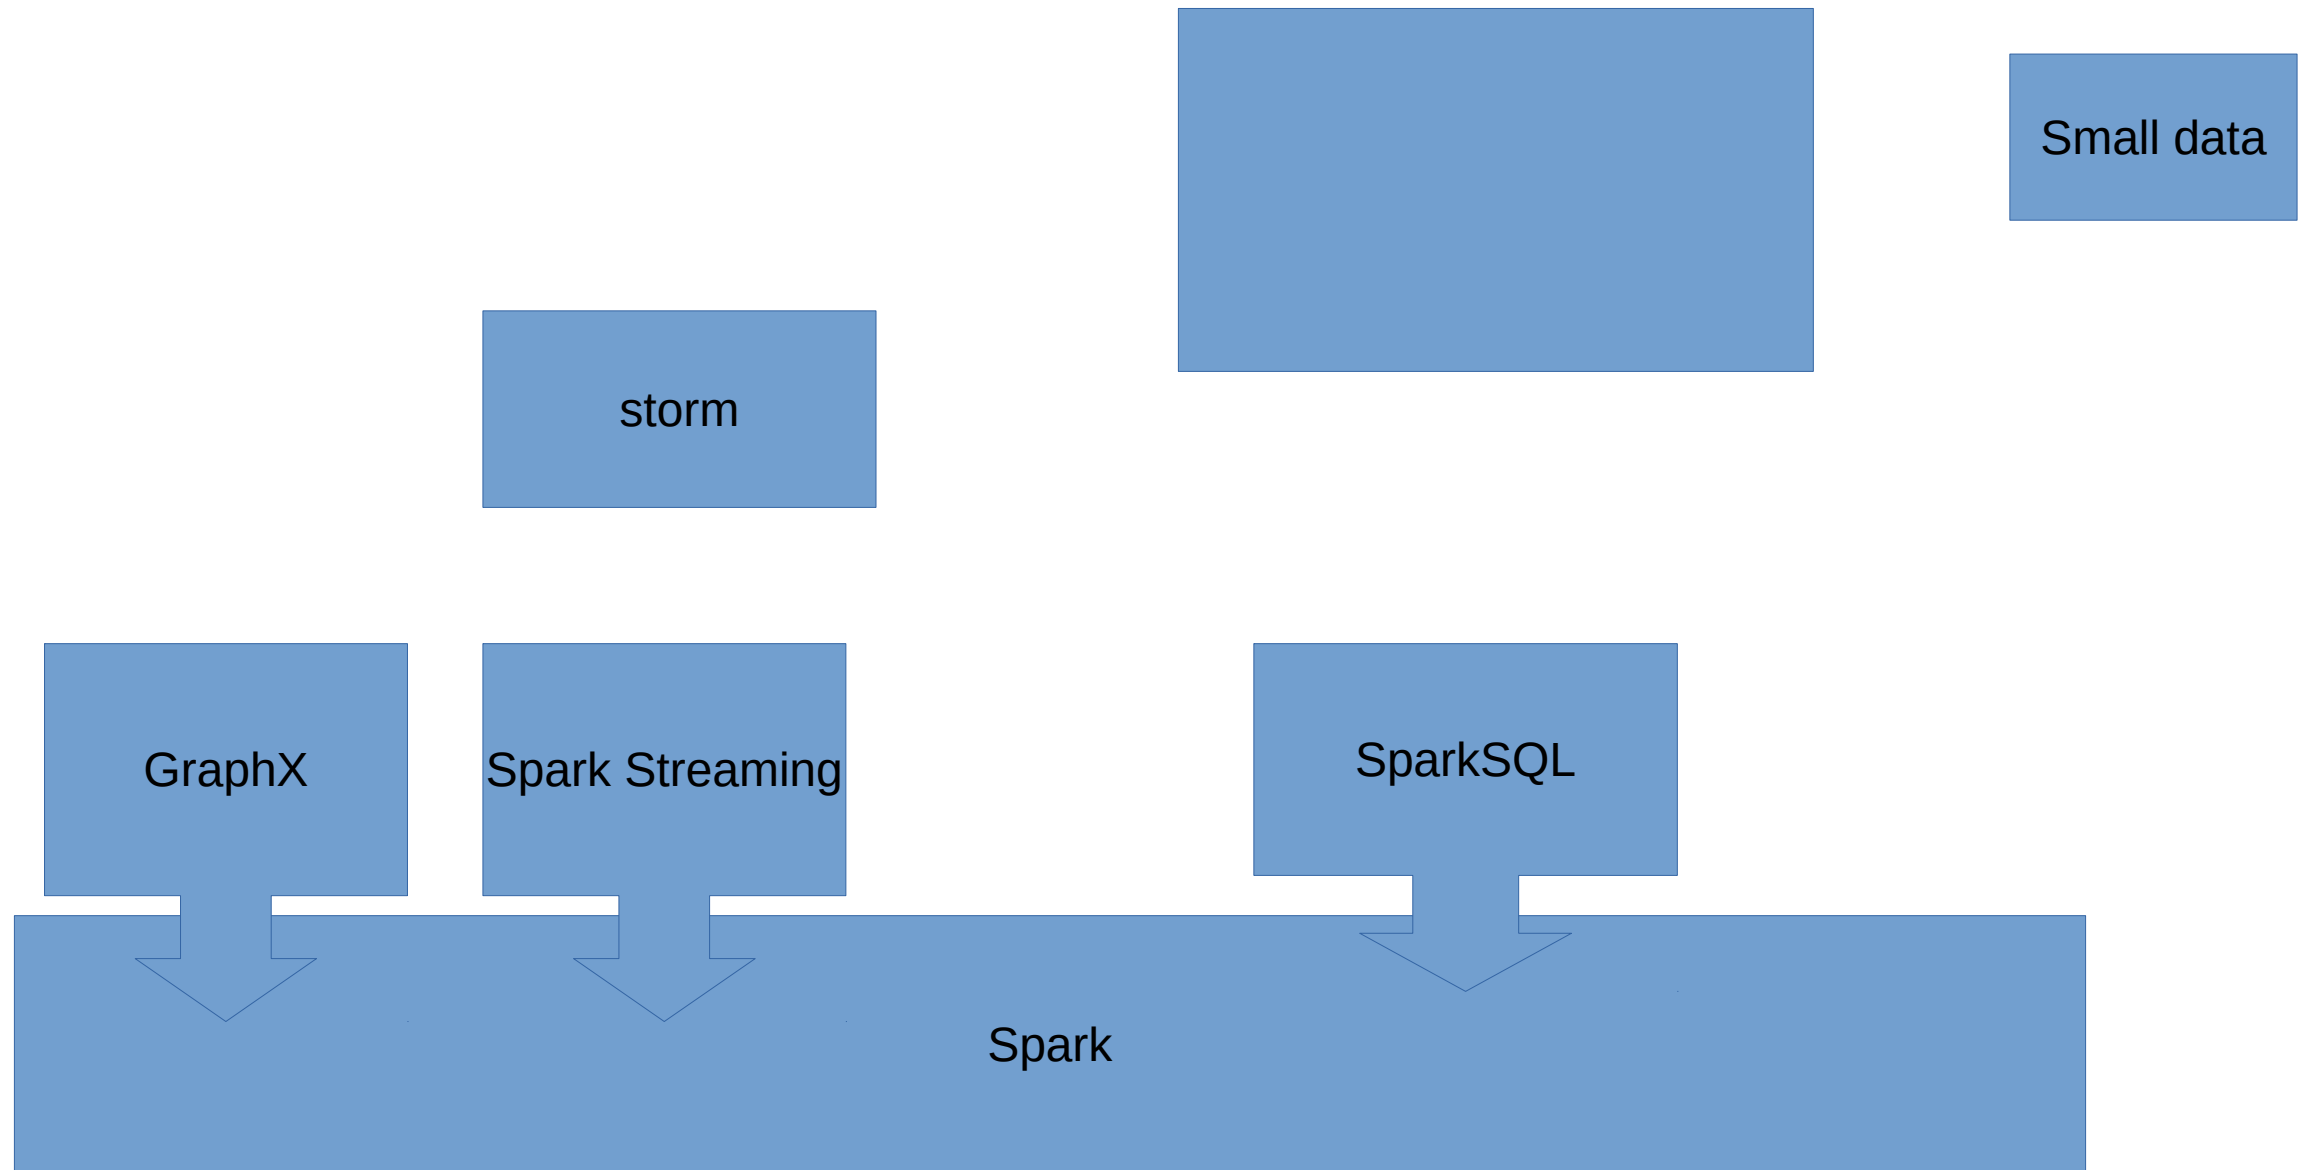 Small data
storm
GraphX
Spark Streaming
SparkSQL
Spark